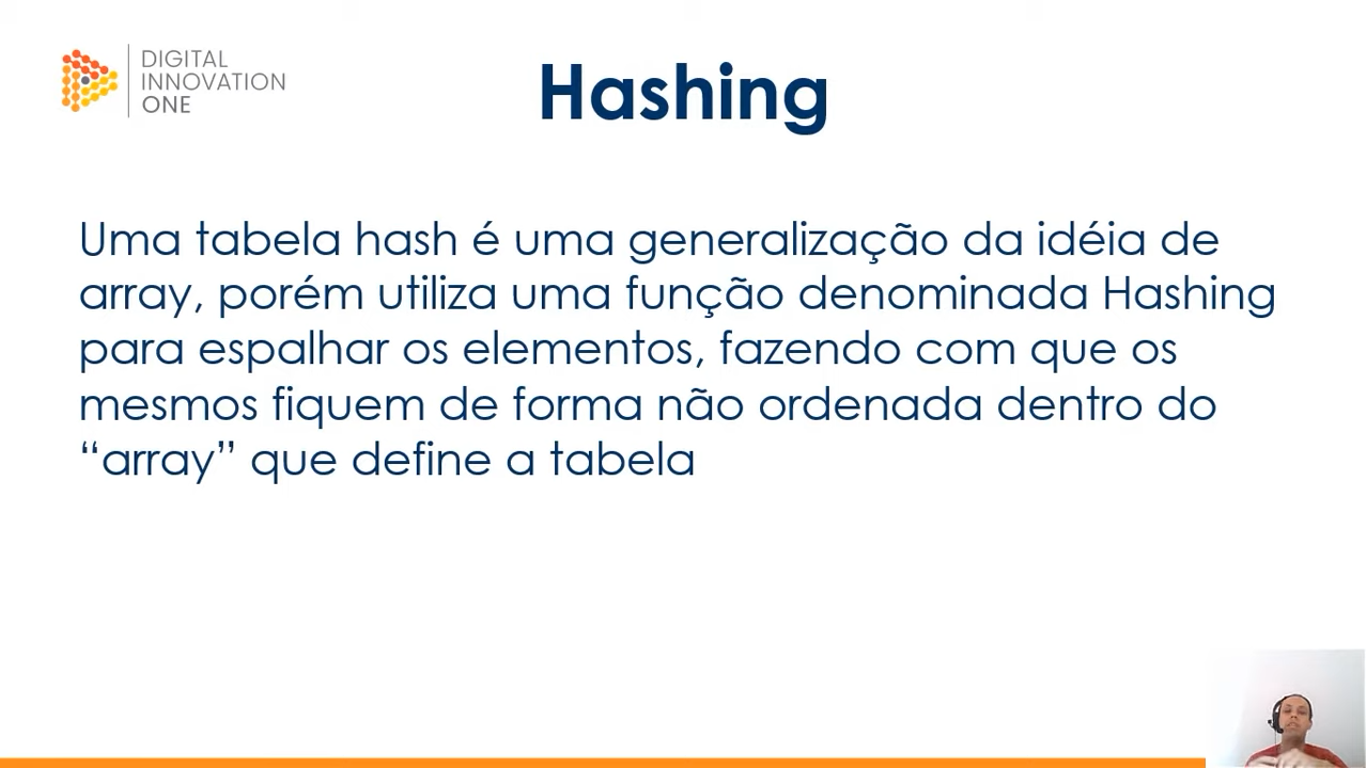 DIGITAL
INNOVATION
ONE
Hashing
Uma tabela hash é uma generalização da idéia de
array, porém utiliza uma função denominada Hashing
para espalhar os elementos, fazendo com que os
mesmos fiquem de forma não ordenada dentro do
“array” que define a tabela